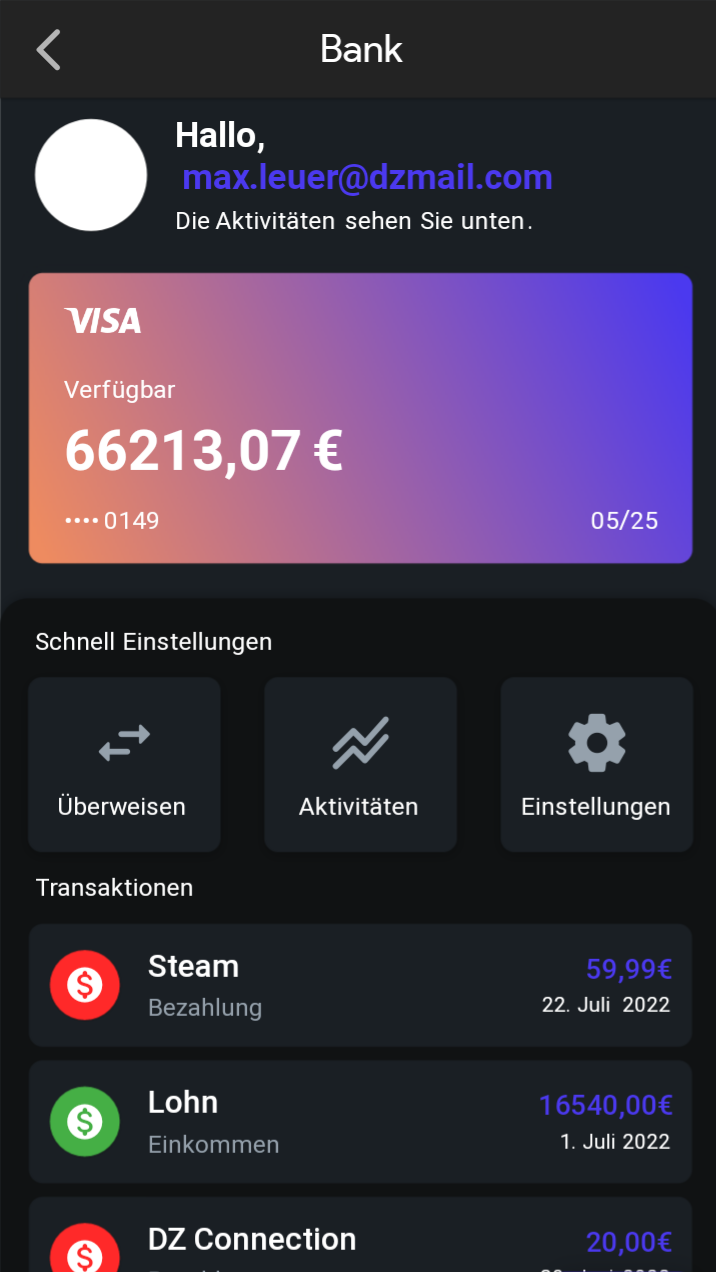 Bank
Hallo,
max.leuer@dzmail.com
Die Aktivitäten sehen Sie unten.
VISA
Verfügbar
66213,07 €
•••• 0149
05/25
Schnell Einstellungen
Überweisen
Aktivitäten
Einstellungen
Transaktionen
Steam
59,99€
Bezahlung
22. Juli 2022
Lohn
16540,00€
Einkommen
1. Juli 2022
DZ Connection
20,00€